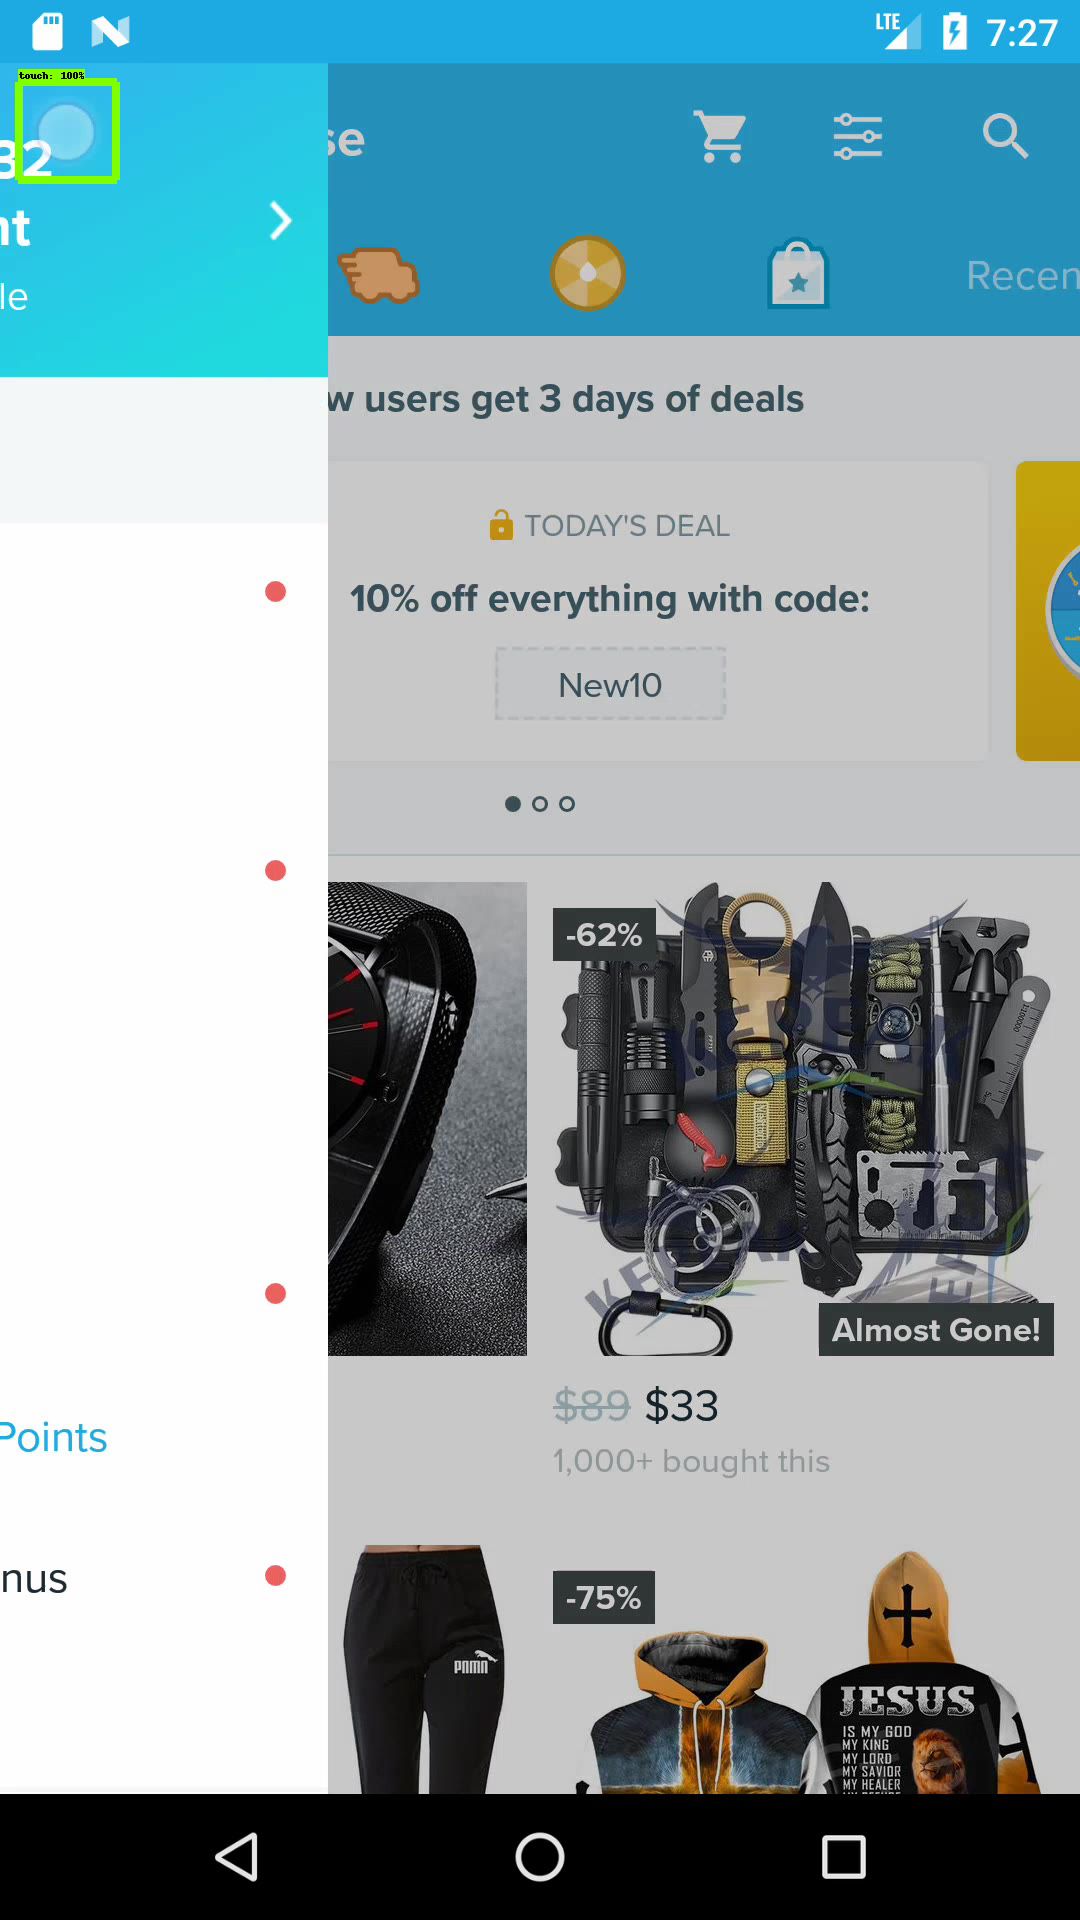 LTE 7:27
touch: 100%
32
se
nt
le
Recen
w users get 3 days of deals
TODAY'S DEAL
10% off everything with code:
New10
-62%
Almost Gone!
$89 $33
1,000+ bought this
Points
nus
-75%
PNMN
JESUS
IS MY GOD
MY KING
MY LORD
MY SAVIOR
MY HEALER